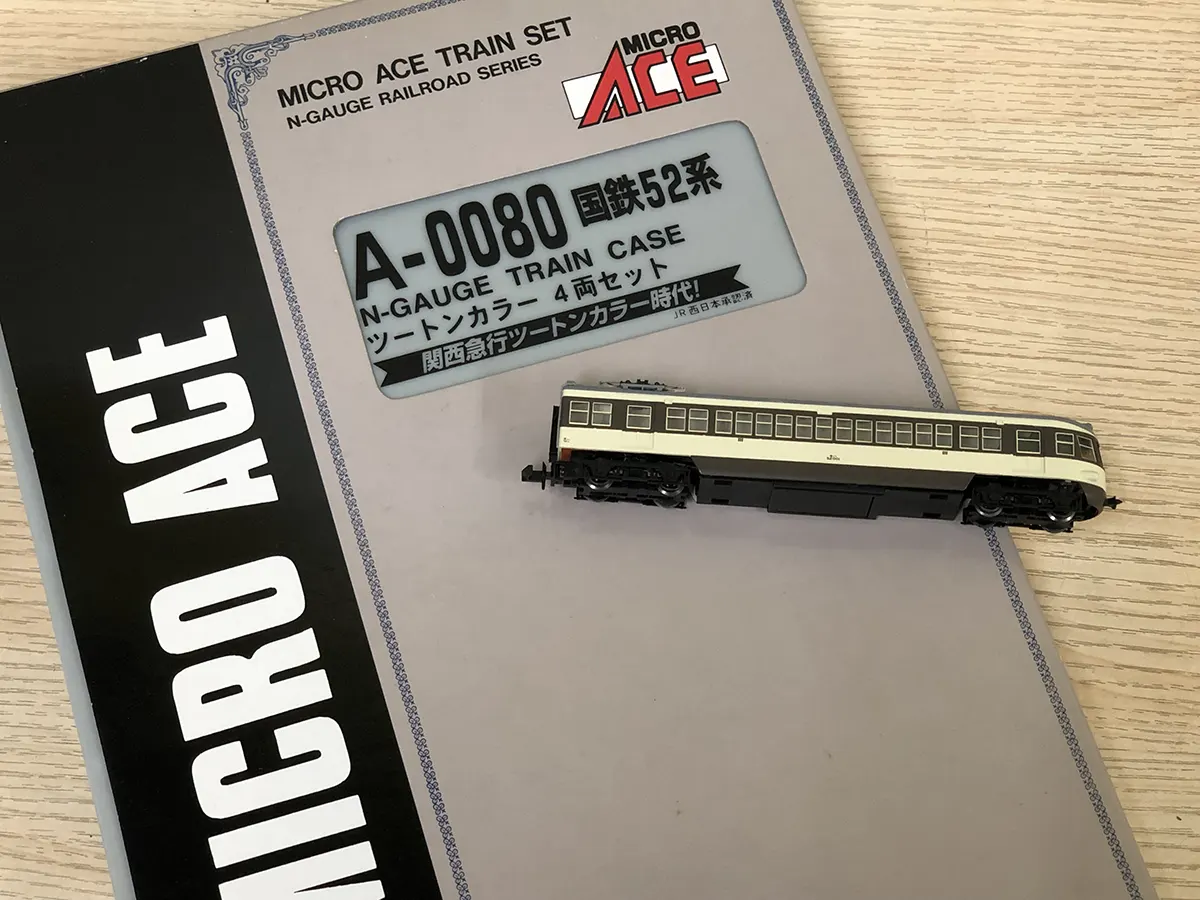 MICRO ACE TRAIN SET
N-GAUGE RAILROAD SERIES
MICRO
ACE
A-0080 国鉄52系
N-GAUGE TRAIN CASE
ツートンカラー 4両セット
関西急行ツートンカラー時代!
JR西日本承認済
MICRO ACE